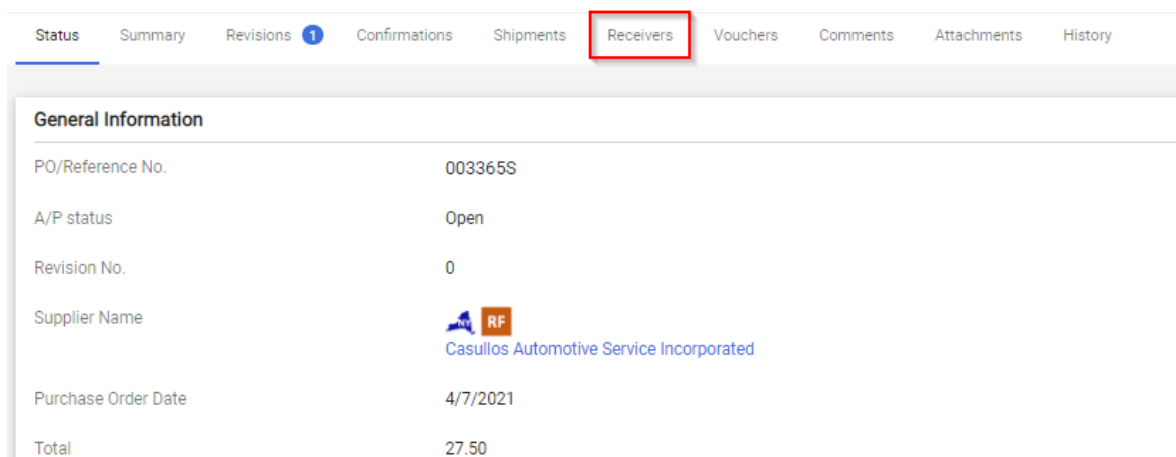 Status Summary Revisions 1 Confirmations Shipments Receivers Vouchers Comments Attachments History
General Information
PO/Reference No. 003365S
A/P status Open
Revision No. 0
Supplier Name NY RF
Casullos Automotive Service Incorporated
Purchase Order Date 4/7/2021
Total 27.50